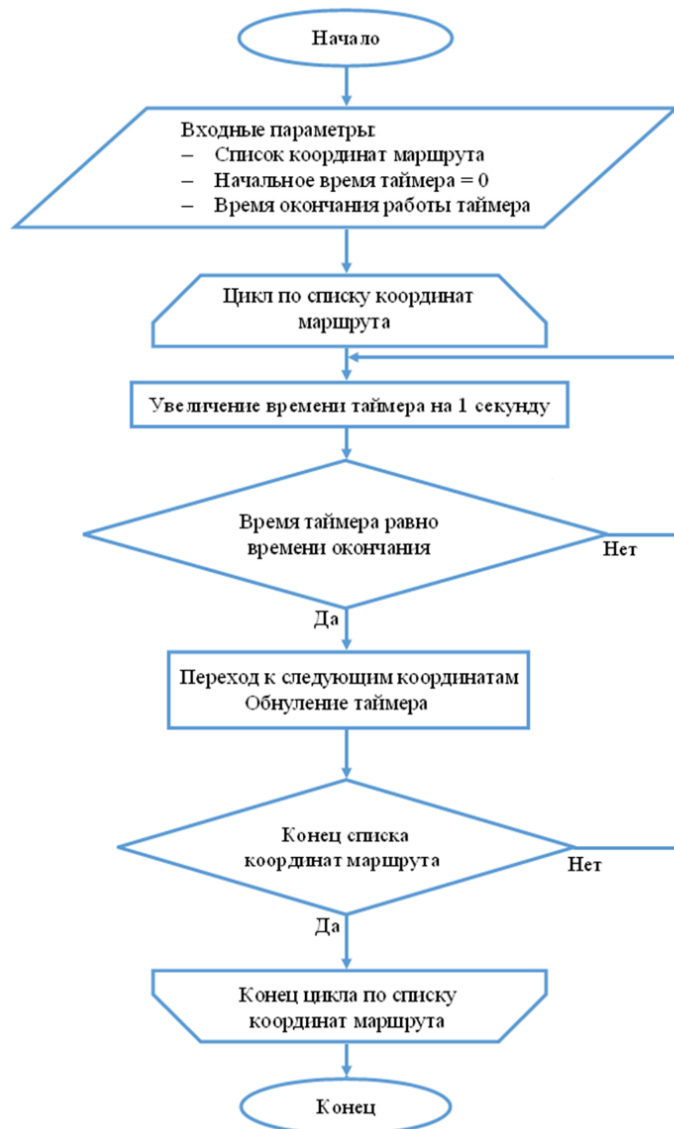 Начало
Входные параметры:
– Список координат маршрута
– Начальное время таймера = 0
– Время окончания работы таймера
Цикл по списку координат
маршрута
Увеличение времени таймера на 1 секунду
Время таймера равно
времени окончания
Нет
Да
Переход к следующим координатам
Обнуление таймера
Конец списка
координат маршрута
Нет
Да
Конец цикла по списку
координат маршрута
Конец